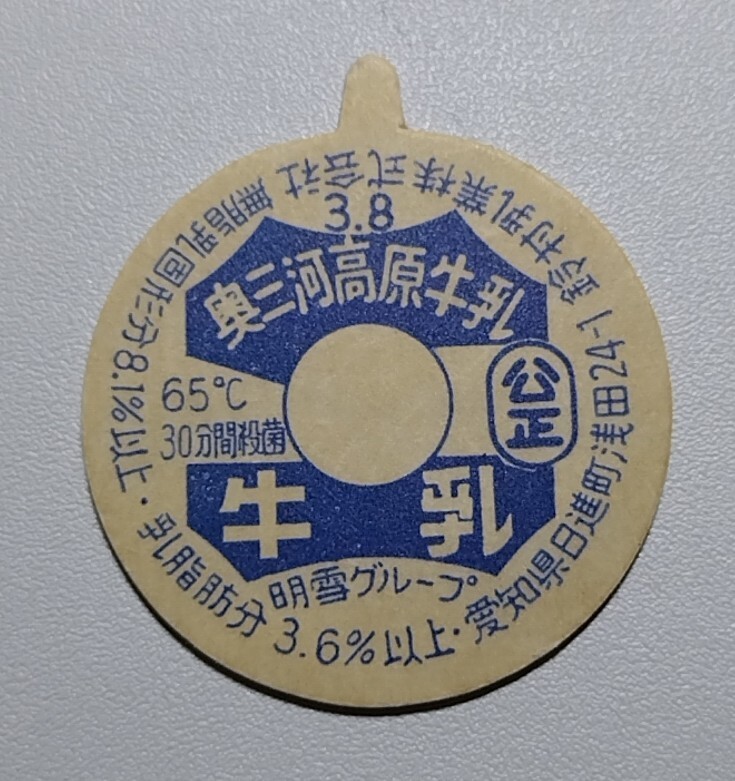 3.8
奥三河高原牛乳
公正
65℃
30分間殺菌
牛乳
明雪グループ
無脂乳固形分8.1%以上・乳脂肪分3.6%以上・愛知県日進町浅田24-1 鈴村乳業株式会社